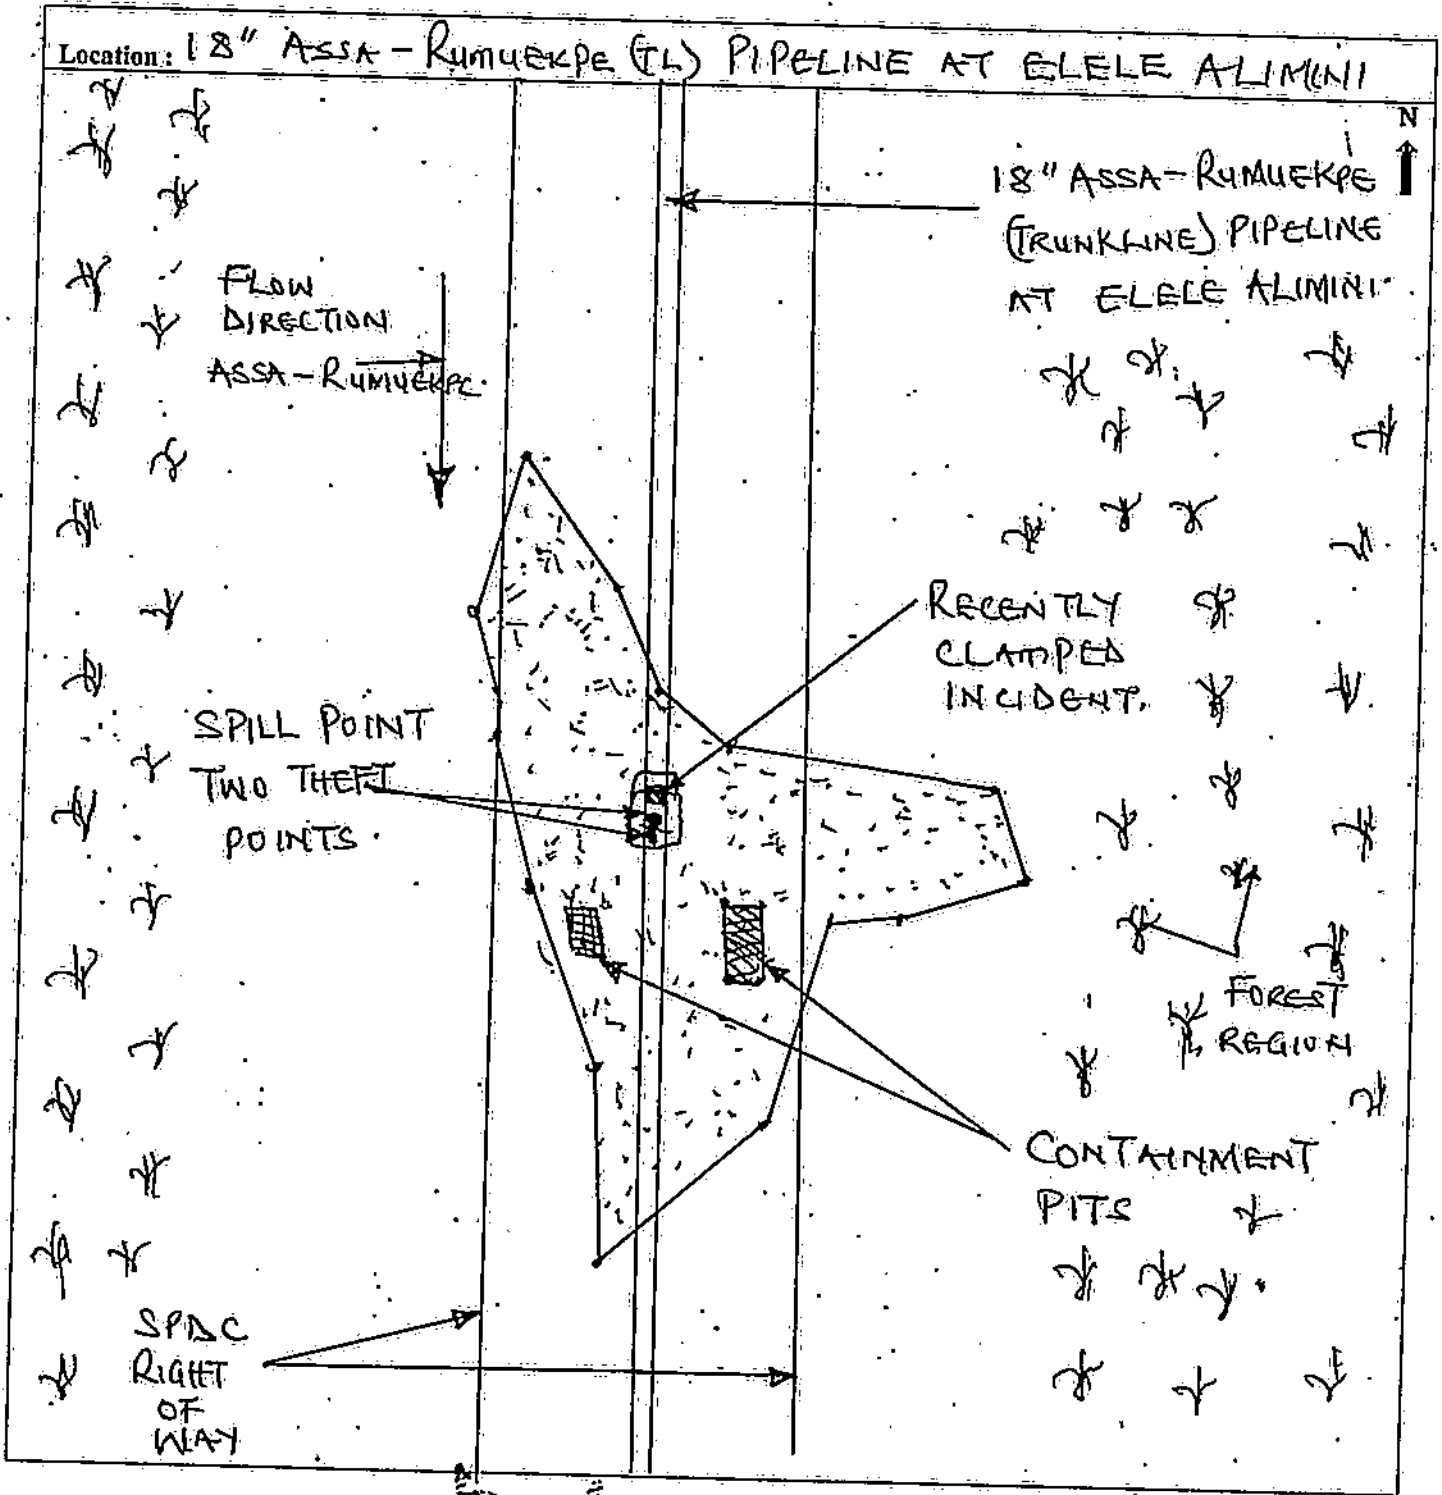 Location: 18" ASSA-RUMUEKPE (TL) PIPELINE AT ELELE ALIMINI
N
18" ASSA-RUMUEKPE
(TRUNKLINE) PIPELINE
AT ELELE ALIMINI.
FLOW
DIRECTION
ASSA-RUMUEKPE.
RECENTLY
CLAMPED
INCIDENT.
SPILL POINT
TWO THEFT
POINTS.
FOREST
REGION
CONTAINMENT
PITS
SPDC
RIGHT
OF
WAY